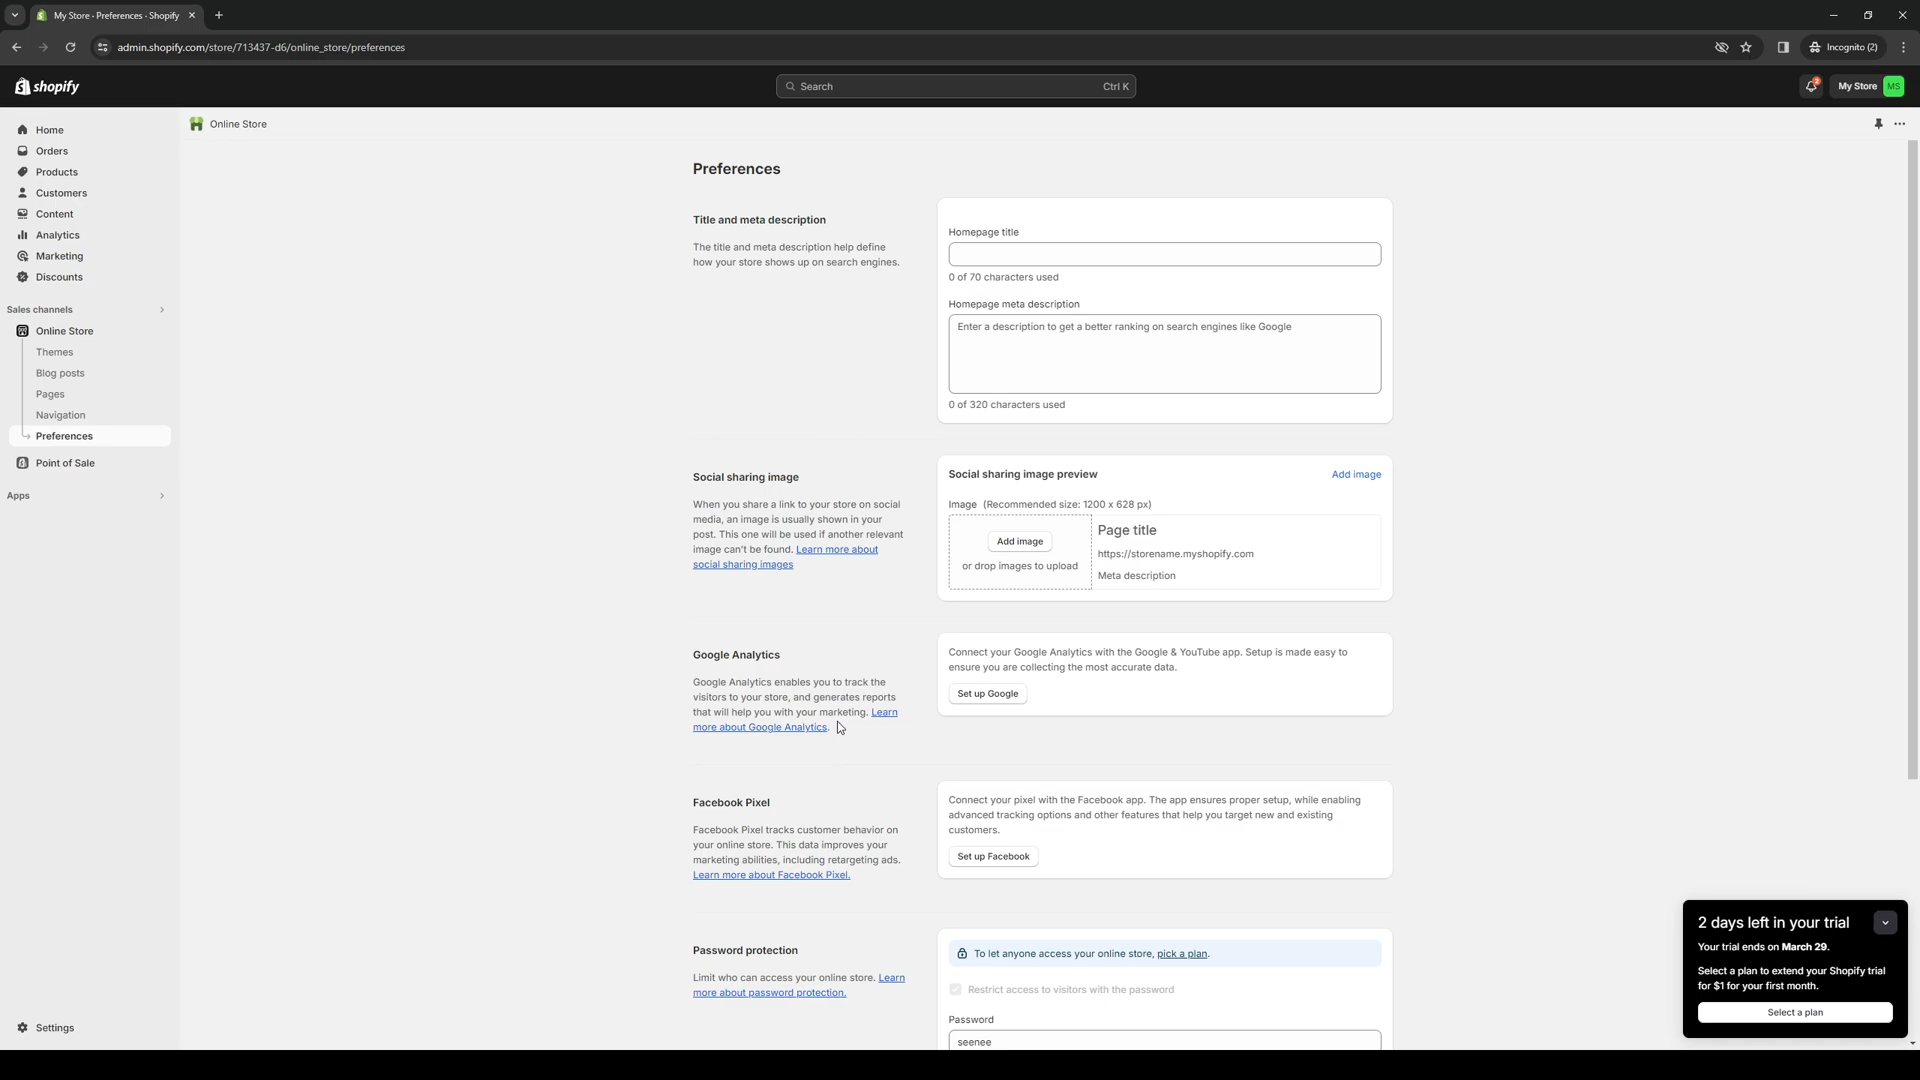 My Store - Preferences - Shopify
admin.shopify.com/store/713437-d6/online_store/preferences
Incognito (2)
shopify
Search
Ctrl K
2
My Store
MS
Home
Orders
Products
Customers
Content
Analytics
Marketing
Discounts
Sales channels
Online Store
Themes
Blog posts
Pages
Navigation
Preferences
Point of Sale
Apps
Settings
Online Store
Preferences
Title and meta description
The title and meta description help define
how your store shows up on search engines.
Homepage title
0 of 70 characters used
Homepage meta description
Enter a description to get a better ranking on search engines like Google
0 of 320 characters used
Social sharing image
When you share a link to your store on social
media, an image is usually shown in your
post. This one will be used if another relevant
image can't be found. Learn more about
social sharing images
Social sharing image preview
Add image
Image (Recommended size: 1200 x 628 px)
Add image
or drop images to upload
Page title
https://storename.myshopify.com
Meta description
Google Analytics
Google Analytics enables you to track the
visitors to your store, and generates reports
that will help you with your marketing. Learn
more about Google Analytics.
Connect your Google Analytics with the Google & YouTube app. Setup is made easy to
ensure you are collecting the most accurate data.
Set up Google
Facebook Pixel
Facebook Pixel tracks customer behavior on
your online store. This data improves your
marketing abilities, including retargeting ads.
Learn more about Facebook Pixel.
Connect your pixel with the Facebook app. The app ensures proper setup, while enabling
advanced tracking options and other features that help you target new and existing
customers.
Set up Facebook
Password protection
Limit who can access your online store. Learn
more about password protection.
To let anyone access your online store, pick a plan.
Restrict access to visitors with the password
Password
seenee
2 days left in your trial
Your trial ends on March 29.
Select a plan to extend your Shopify trial
for $1 for your first month.
Select a plan